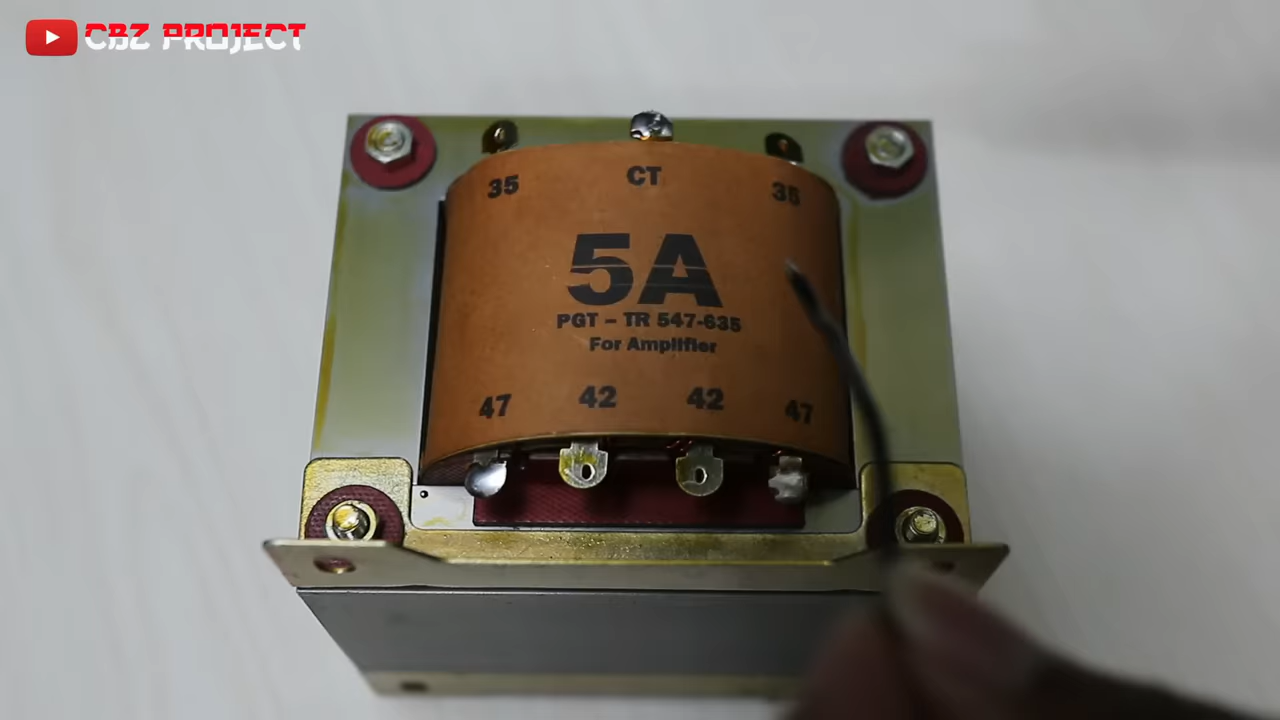 CBZ PROJECT
35 CT 35
5A
PGT - TR 547-635
For Amplifier
47 42 42 47